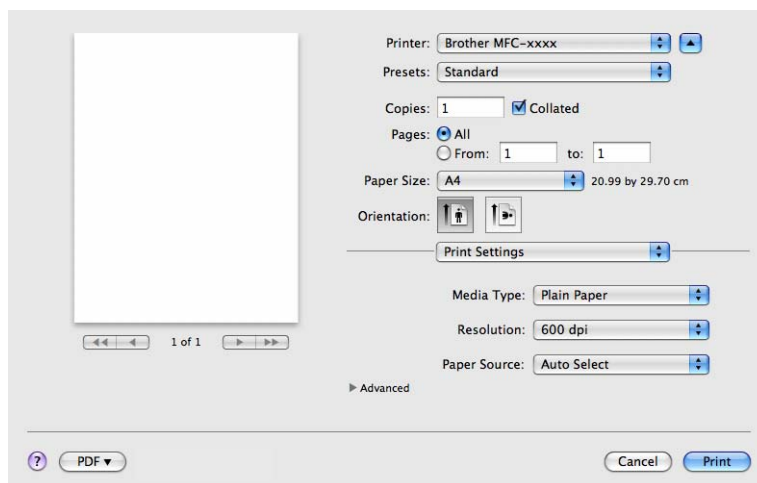 Printer: Brother MFC-xxxx
Presets: Standard
Copies: 1 Collated
Pages: All
From: 1 to: 1
Paper Size: A4 20.99 by 29.70 cm
Orientation:
Print Settings
Media Type: Plain Paper
Resolution: 600 dpi
Paper Source: Auto Select
Advanced
1 of 1
? PDF ▼ Cancel Print